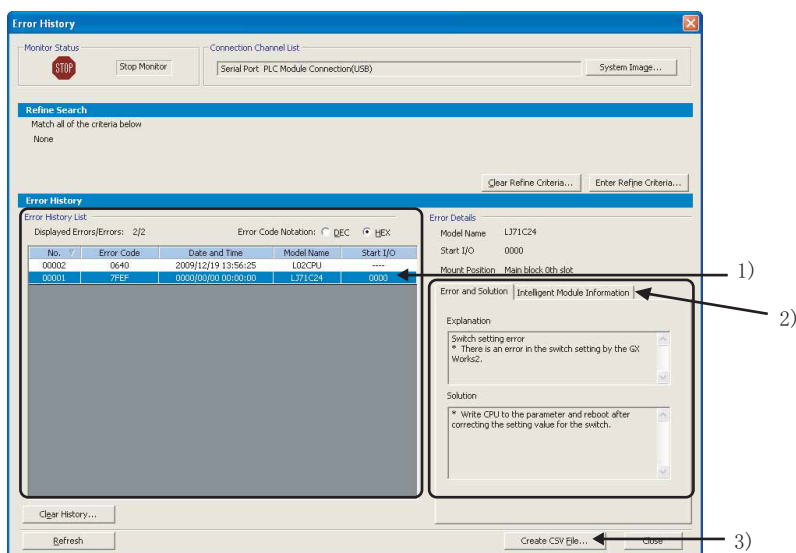 Error History
Monitor Status
Connection Channel List
STOP
Stop Monitor
Serial Port PLC Module Connection(USB)
System Image...
Refine Search
Match all of the criteria below
None
Clear Refine Criteria...
Enter Refine Criteria...
Error History
Error History List
Displayed Errors/Errors: 2/2
Error Code Notation: DEC HEX
No. Error Code Date and Time Model Name Start I/O
00002 0640 2009/12/19 13:56:25 L02CPU ----
00001 7FEF 0000/00/00 00:00:00 LJ71C24 0000
Error Details
Model Name LJ71C24
Start I/O 0000
Mount Position Main block 0th slot
1)
Error and Solution
Intelligent Module Information
2)
Explanation
Switch setting error
* There is an error in the switch setting by the GX
Works2.
Solution
* Write CPU to the parameter and reboot after
correcting the setting value for the switch.
Clear History...
Refresh
Create CSV File...
Close
3)